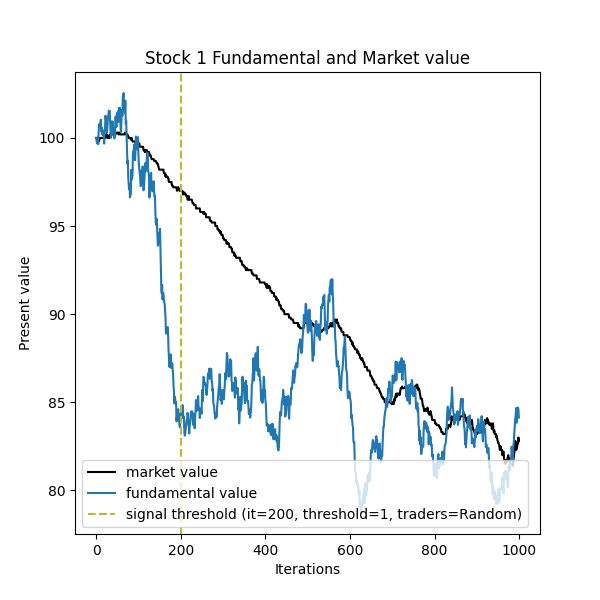 Stock 1 Fundamental and Market value
Present value
100
95
90
85
80
market value
fundamental value
signal threshold (it=200, threshold=1, traders=Random)
0
200
400
600
800
1000
Iterations